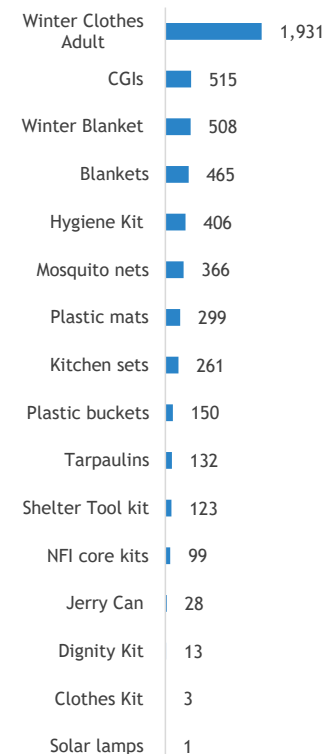 Winter Clothes
Adult
1,931
CGIs
515
Winter Blanket
508
Blankets
465
Hygiene Kit
406
Mosquito nets
366
Plastic mats
299
Kitchen sets
261
Plastic buckets
150
Tarpaulins
132
Shelter Tool kit
123
NFI core kits
99
Jerry Can
28
Dignity Kit
13
Clothes Kit
3
Solar lamps
1